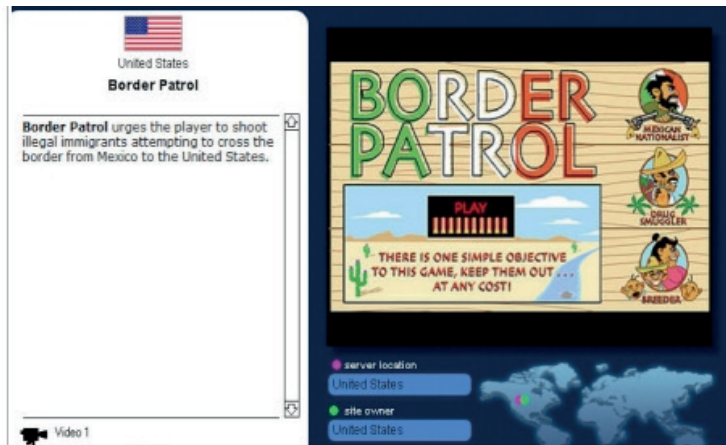 United States
Border Patrol
Border Patrol urges the player to shoot
illegal immigrants attempting to cross the
border from Mexico to the United States.
Video 1
BORDER
PATROL
PLAY
THERE IS ONE SIMPLE OBJECTIVE
TO THIS GAME, KEEP THEM OUT . . .
AT ANY COST!
MEXICAN
NATIONALIST
DRUG
SMUGGLER
BREEDER
server location
United States
site owner
United States